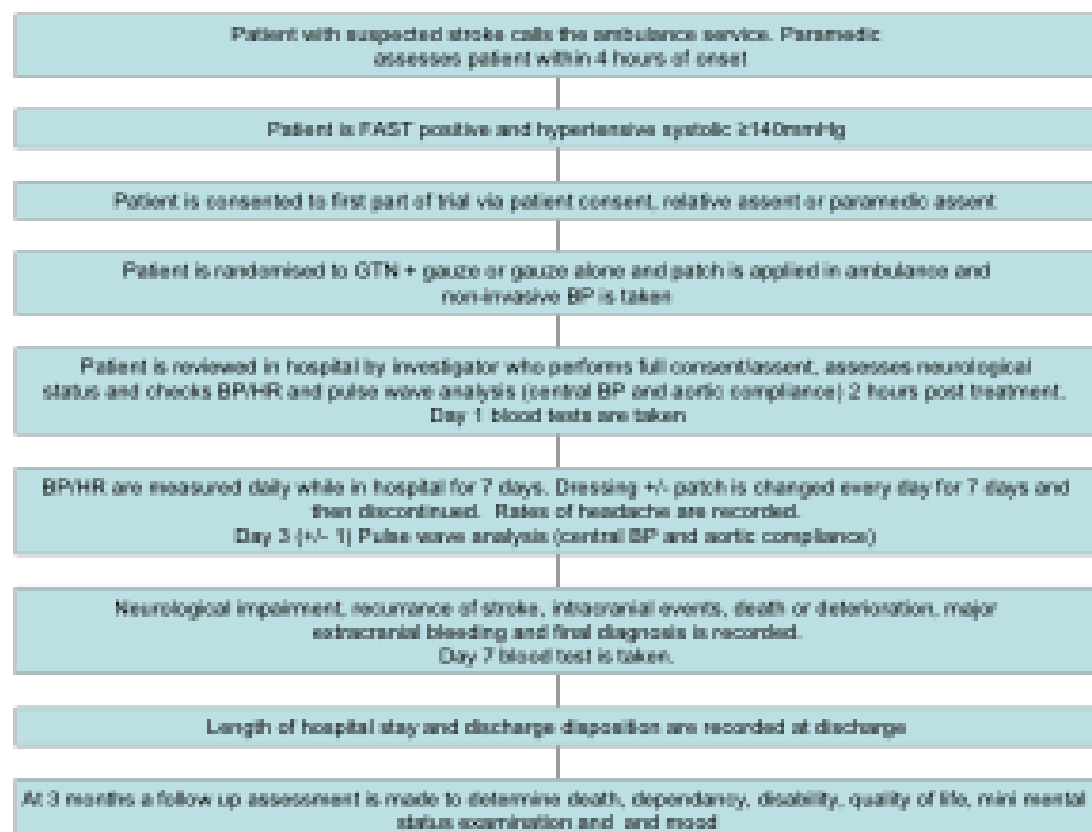 Patient with suspected stroke calls the ambulance service. Paramedic
assesses patient within 4 hours of onset
Patient is FAST positive and hypertensive systolic ≥140mmHg
Patient is consented to first part of trial via patient consent, relative assent or paramedic assent
Patient is randomised to GTN + gauze or gauze alone and patch is applied in ambulance and
non-invasive BP is taken
Patient is reviewed in hospital by investigator who performs full consent/assent, assesses neurological
status and checks BP/HR and pulse wave analysis (central BP and aortic compliance) 2 hours post treatment.
Day 1 blood tests are taken
BP/HR are measured daily while in hospital for 7 days. Dressing +/- patch is changed every day for 7 days and
then discontinued. Rates of headache are recorded.
Day 3 (+/- 1) Pulse wave analysis (central BP and aortic compliance)
Neurological impairment, recurrance of stroke, intracranial events, death or deterioration, major
extracranial bleeding and final diagnosis is recorded.
Day 7 blood test is taken.
Length of hospital stay and discharge disposition are recorded at discharge
At 3 months a follow up assessment is made to determine death, dependancy, disability, quality of life, mini mental
status examination and and mood